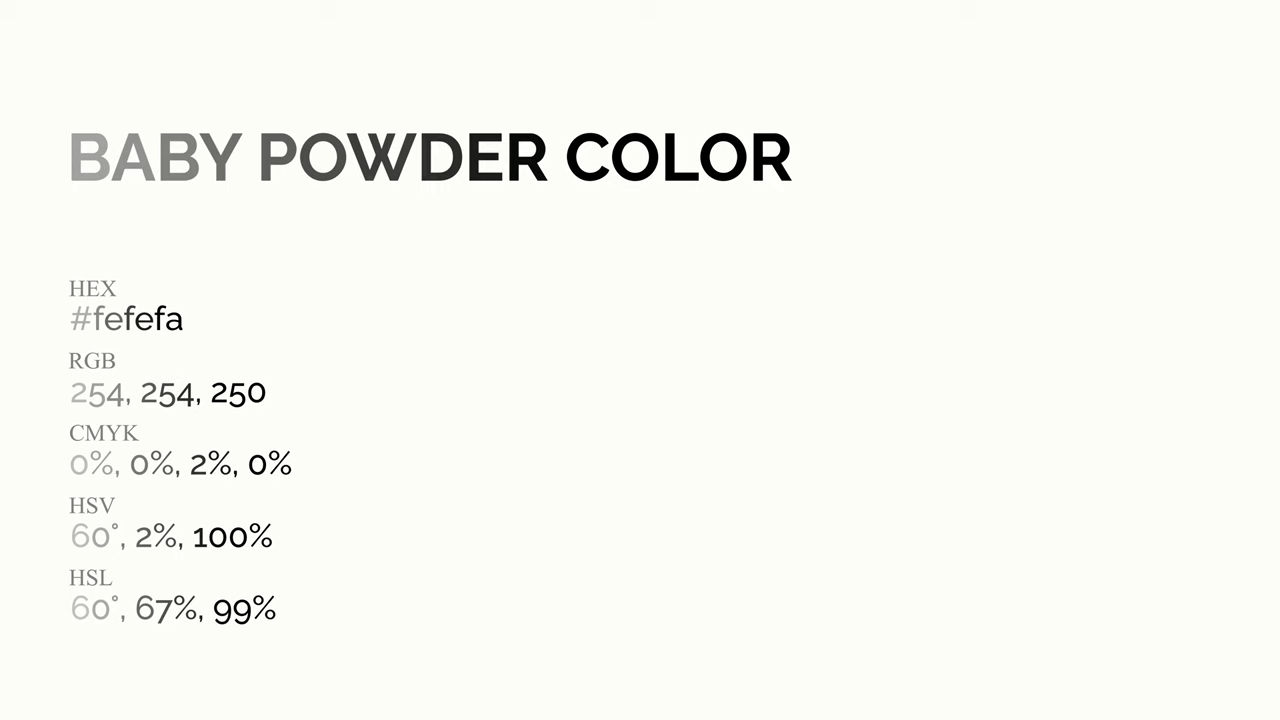 BABY POWDER COLOR
HEX
#fefefa
RGB
254, 254, 250
CMYK
0%, 0%, 2%, 0%
HSV
60°, 2%, 100%
HSL
60°, 67%, 99%